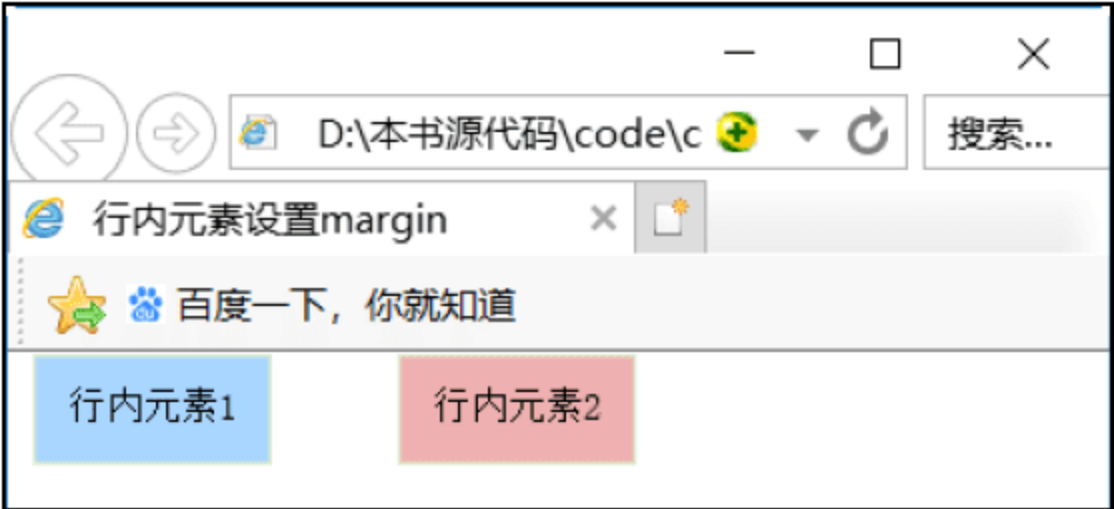 D:\本书源代码\code\c
搜索...
行内元素设置margin
百度一下，你就知道
行内元素1 行内元素2